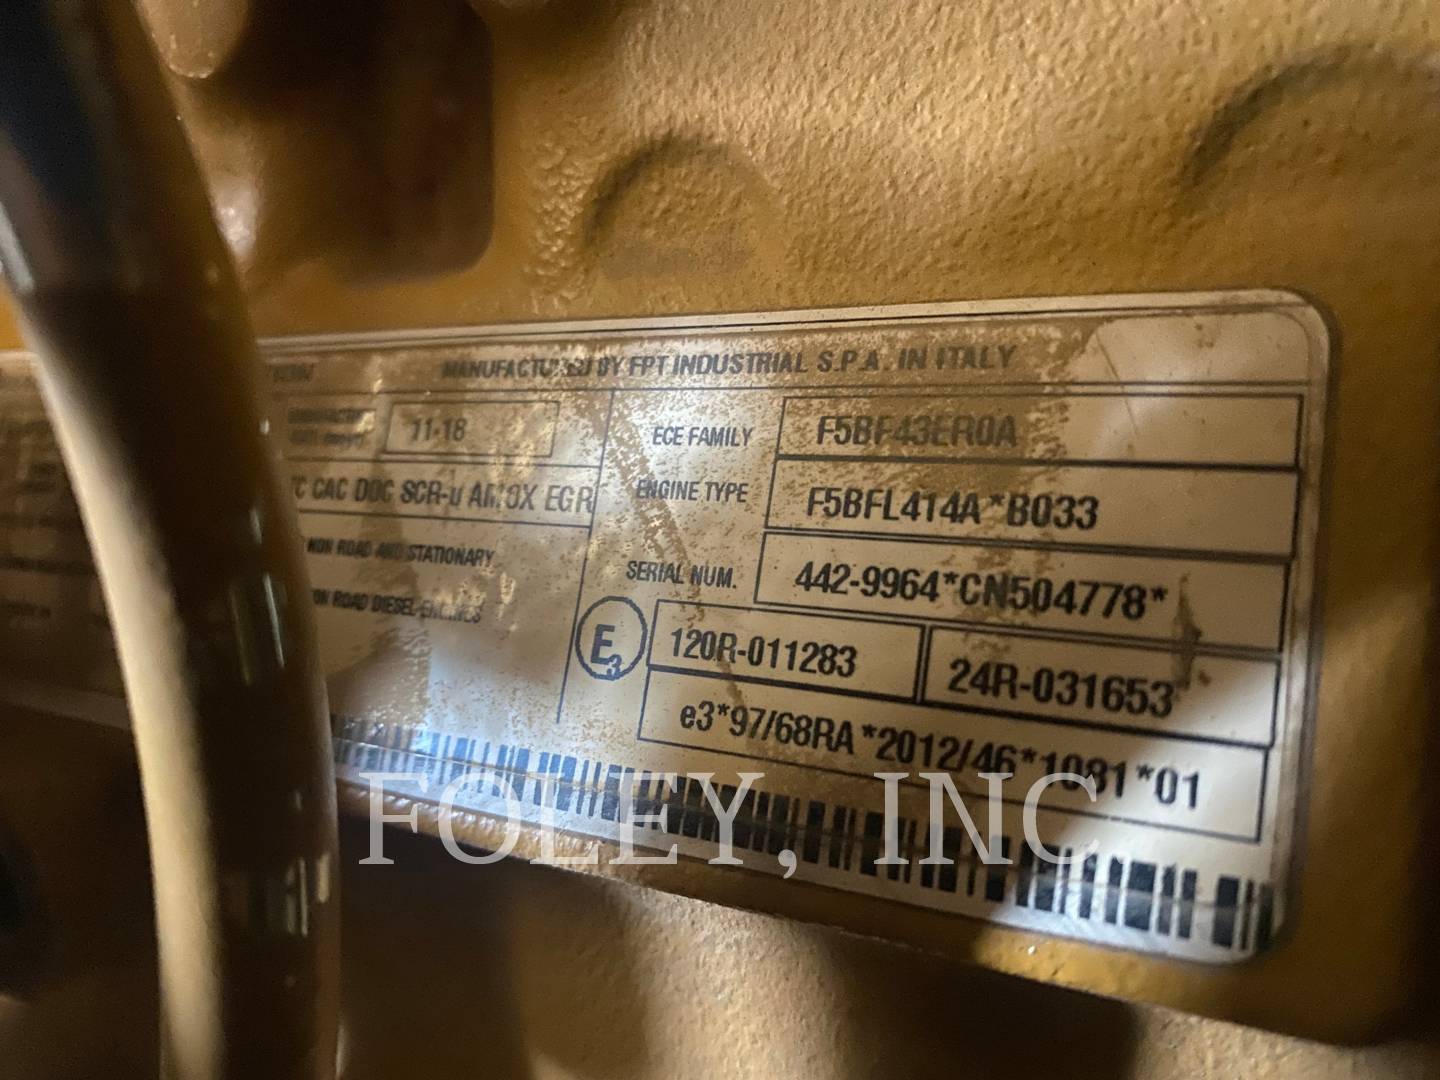 MANUFACTURED BY FPT INDUSTRIAL S.P.A. IN ITALY
11-18
ECE FAMILY F5BF43ER0A
CAC DOC SCR-u AMOX EGR
ENGINE TYPE F5BFL414A*B033
NON ROAD AND STATIONARY
SERIAL NUM. 442-9964*CN504778*
ROAD DIESEL ENGINES
E3 120R-011283 24R-031653
e3*97/68RA*2012/46*1081*01
FOLEY, INC